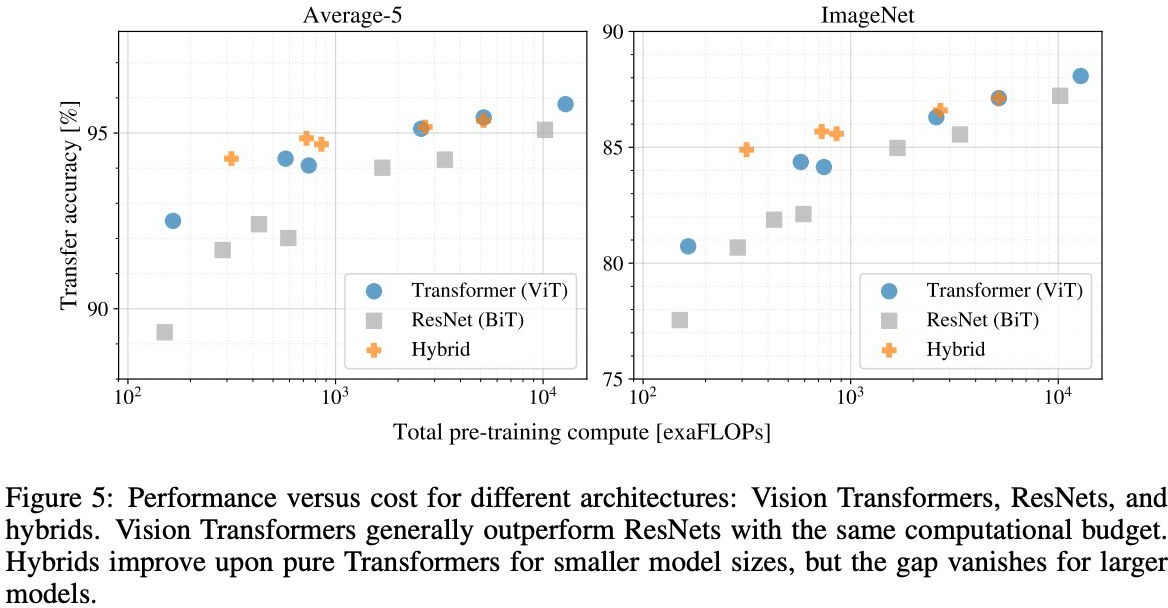 Average-5
ImageNet
Transfer accuracy [%]
95
90
Transformer (ViT)
ResNet (BiT)
Hybrid
10²
10³
10⁴
90
85
80
75
Transformer (ViT)
ResNet (BiT)
Hybrid
10²
10³
10⁴
Total pre-training compute [exaFLOPs]
Figure 5: Performance versus cost for different architectures: Vision Transformers, ResNets, and
hybrids. Vision Transformers generally outperform ResNets with the same computational budget.
Hybrids improve upon pure Transformers for smaller model sizes, but the gap vanishes for larger
models.